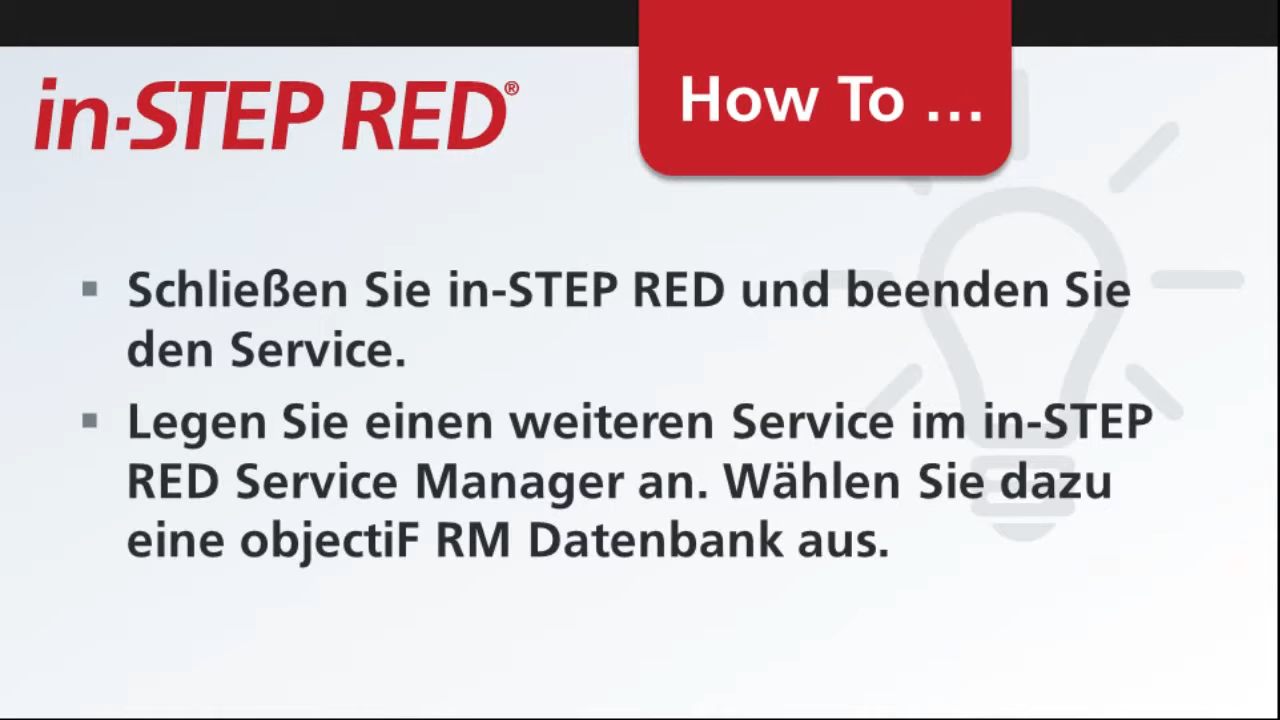 in-STEP RED®
How To ...
▪ Schließen Sie in-STEP RED und beenden Sie
den Service.
▪ Legen Sie einen weiteren Service im in-STEP
RED Service Manager an. Wählen Sie dazu
eine objectiF RM Datenbank aus.